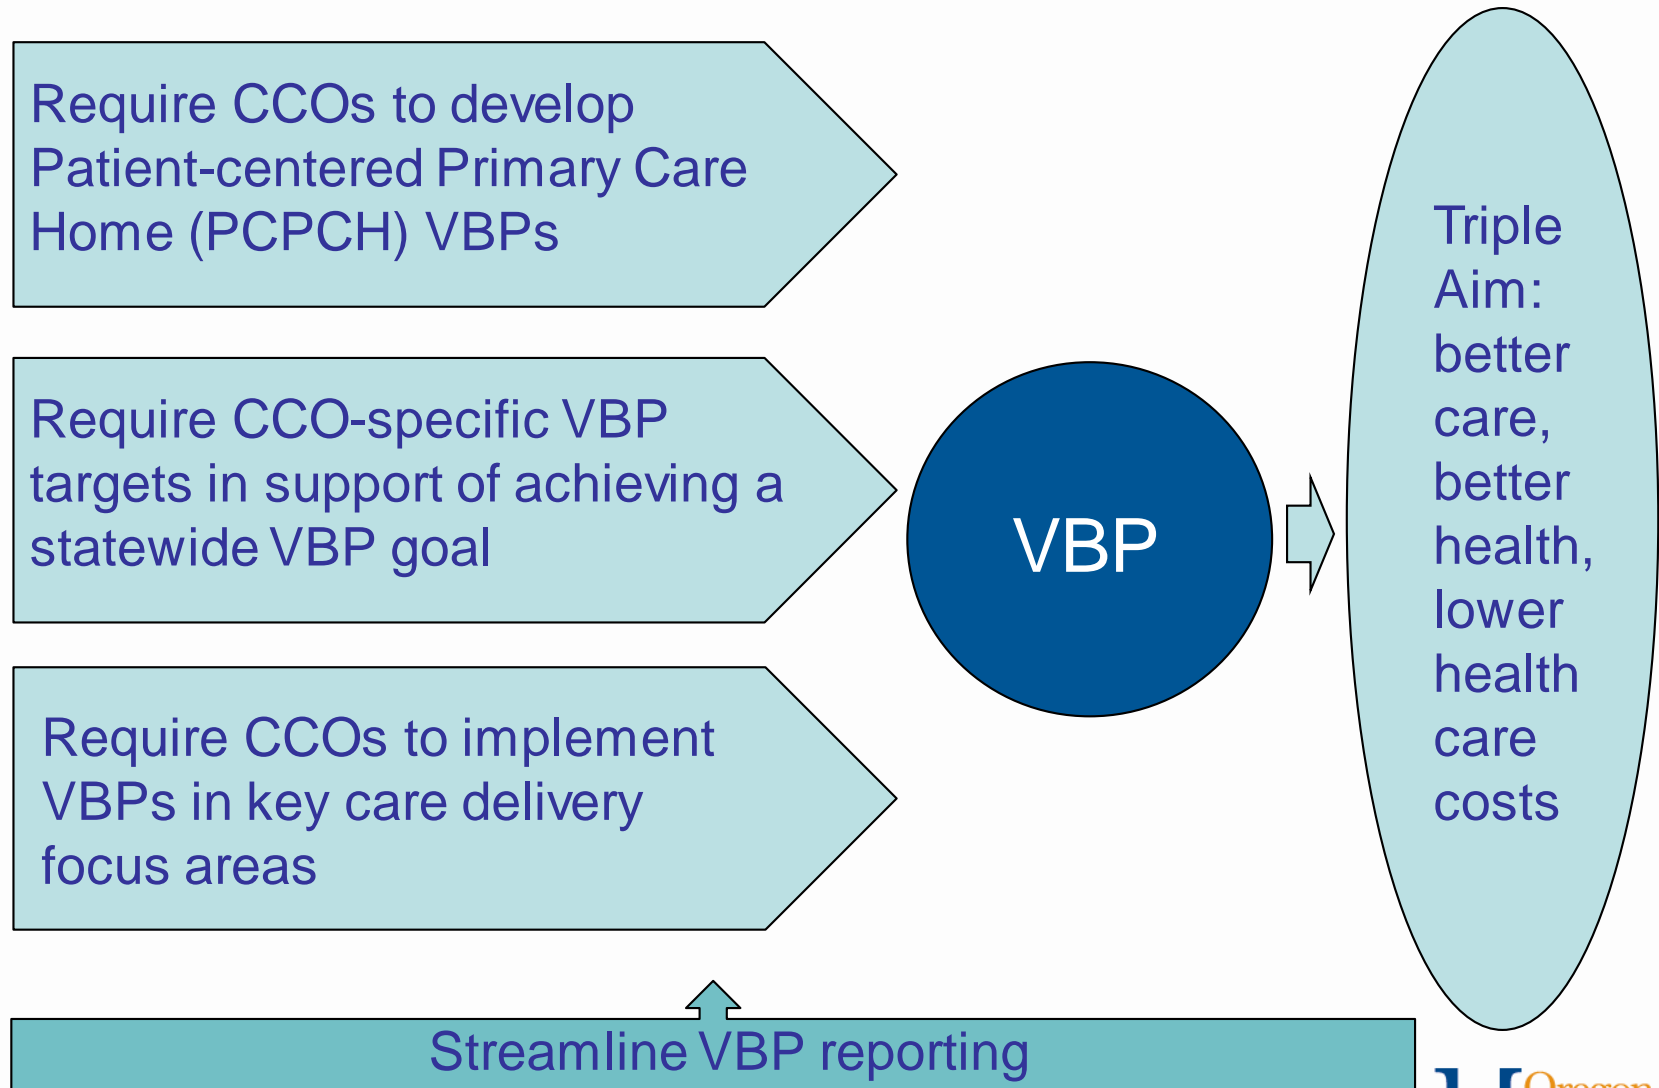 Require CCOs to develop
Patient-centered Primary Care
Home (PCPCH) VBPs
Require CCO-specific VBP
targets in support of achieving a
statewide VBP goal
Require CCOs to implement
VBPs in key care delivery
focus areas
VBP
Triple
Aim:
better
care,
better
health,
lower
health
care
costs
Streamline VBP reporting
Oregon